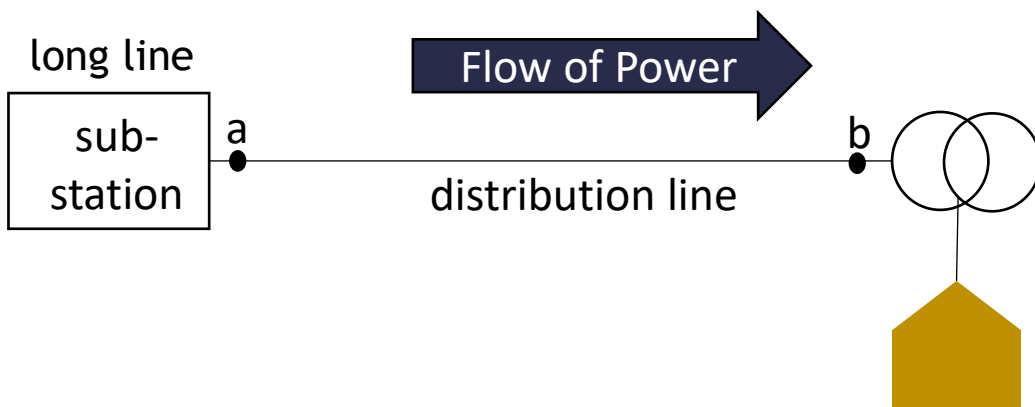 long line
Flow of Power
sub-
station
a
b
distribution line